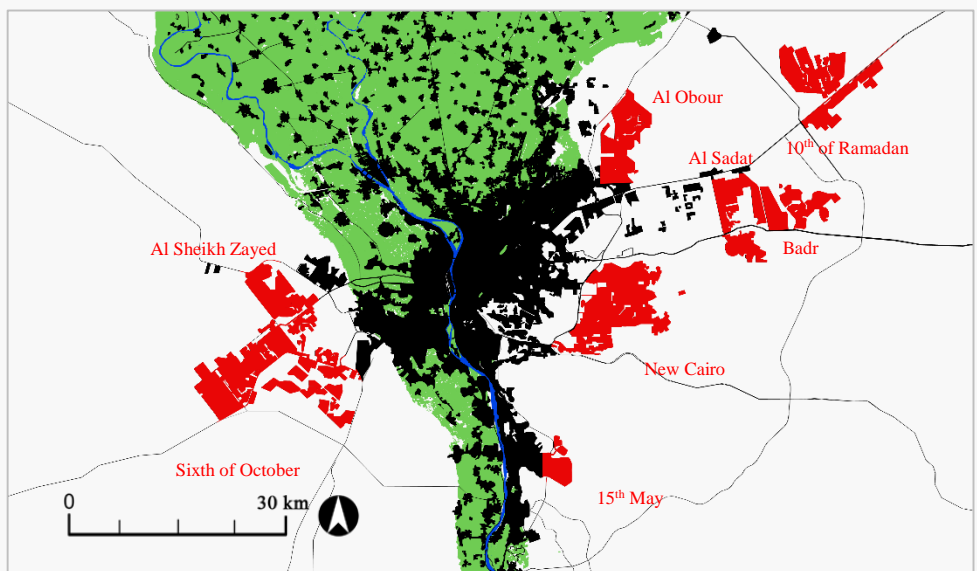 Al Obour
10th of Ramadan
Al Sadat
Badr
Al Sheikh Zayed
New Cairo
Sixth of October
15th May
0 30 km